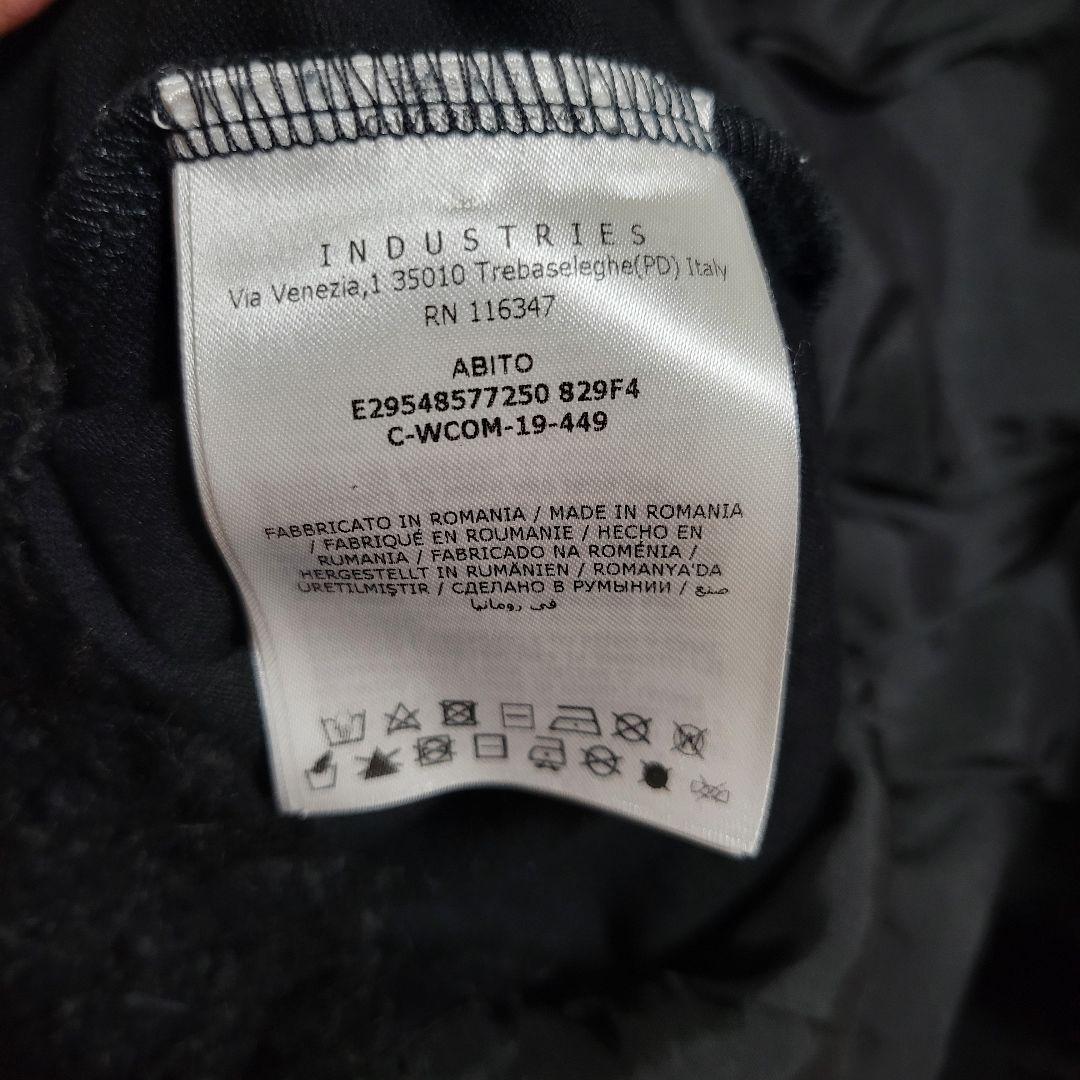 INDUSTRIES
Via Venezia,1 35010 Trebaseleghe(PD) Italy
RN 116347
ABITO
E29548577250 829F4
C-WCOM-19-449
FABBRICATO IN ROMANIA / MADE IN ROMANIA
/ FABRIQUÉ EN ROUMANIE / HECHO EN
RUMANIA / FABRICADO NA ROMÉNIA /
HERGESTELLT IN RUMÄNIEN / ROMANYA'DA
ÜRETILMIŞTIR / СДЕЛАНО В РУМЫНИИ / صنع
في رومانيا